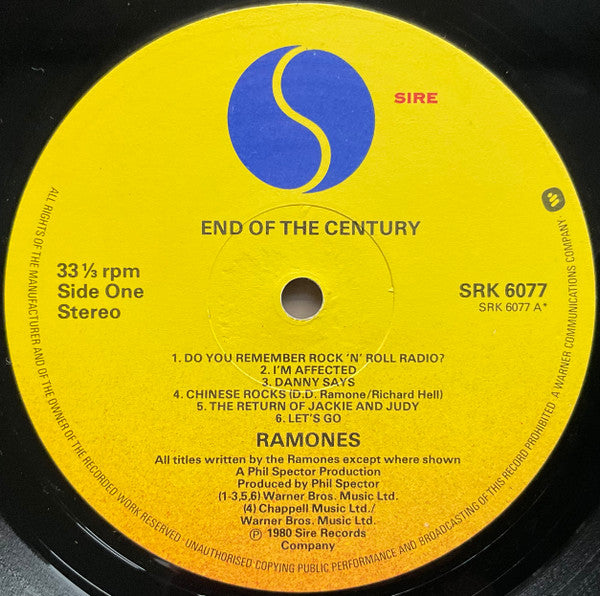 SIRE
END OF THE CENTURY
33 ⅓ rpm
Side One
Stereo
SRK 6077
SRK 6077 A*
1. DO YOU REMEMBER ROCK 'N' ROLL RADIO?
2. I'M AFFECTED
3. DANNY SAYS
4. CHINESE ROCKS (D.D. Ramone/Richard Hell)
5. THE RETURN OF JACKIE AND JUDY
6. LET'S GO
RAMONES
All titles written by the Ramones except where shown
A Phil Spector Production
Produced by Phil Spector
(1-3,5,6) Warner Bros. Music Ltd.
(4) Chappell Music Ltd./
Warner Bros. Music Ltd.
℗ 1980 Sire Records
Company
ALL RIGHTS OF THE MANUFACTURER AND OF THE OWNER OF THE RECORDED WORK RESERVED · UNAUTHORISED COPYING PUBLIC PERFORMANCE AND BROADCASTING OF THIS RECORD PROHIBITED A WARNER COMMUNICATIONS COMPANY